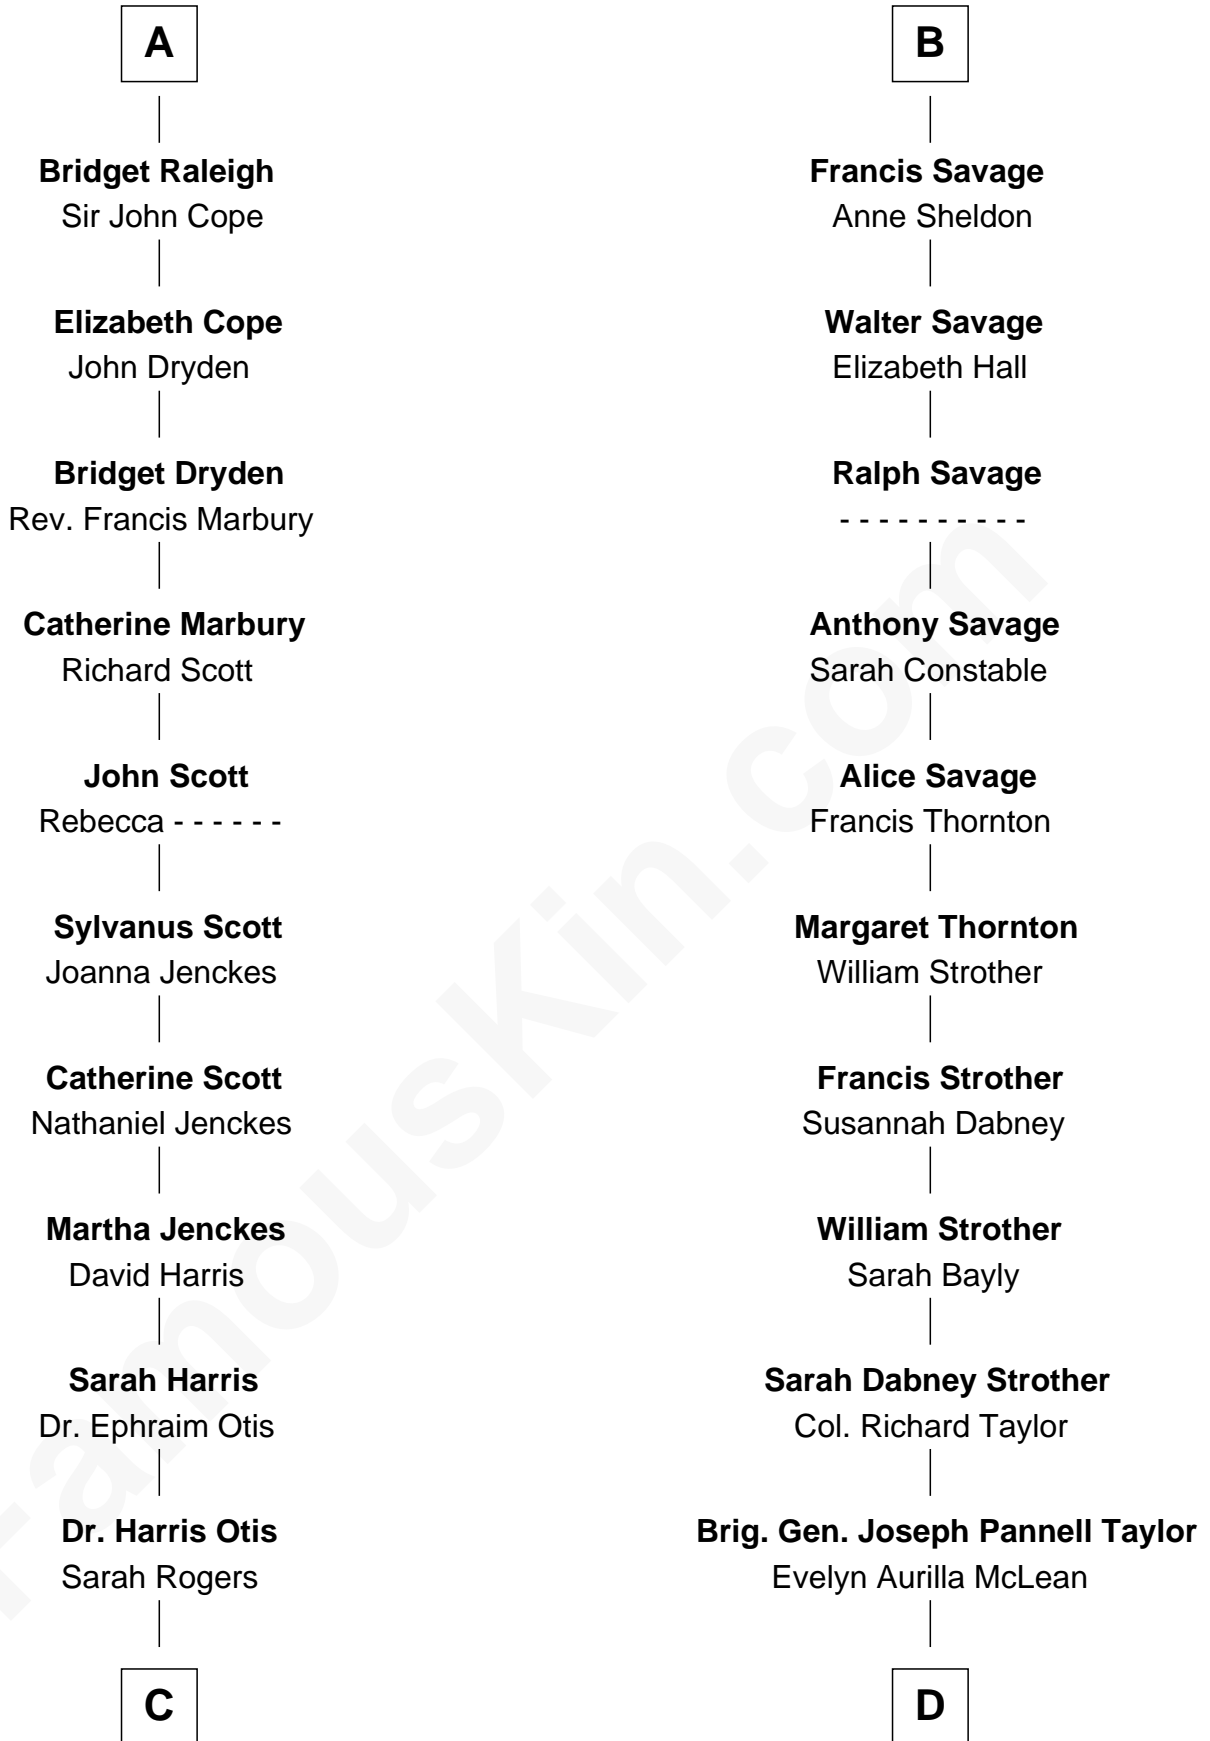 A
Bridget Raleigh
Sir John Cope
Elizabeth Cope
John Dryden
Bridget Dryden
Rev. Francis Marbury
Catherine Marbury
Richard Scott
John Scott
Rebecca - - - - - -
Sylvanus Scott
Joanna Jenckes
Catherine Scott
Nathaniel Jenckes
Martha Jenckes
David Harris
Sarah Harris
Dr. Ephraim Otis
Dr. Harris Otis
Sarah Rogers
C
B
Francis Savage
Anne Sheldon
Walter Savage
Elizabeth Hall
Ralph Savage
- - - - - - - - - -
Anthony Savage
Sarah Constable
Alice Savage
Francis Thornton
Margaret Thornton
William Strother
Francis Strother
Susannah Dabney
William Strother
Sarah Bayly
Sarah Dabney Strother
Col. Richard Taylor
Brig. Gen. Joseph Pannell Taylor
Evelyn Aurilla McLean
D
FamousKin.com